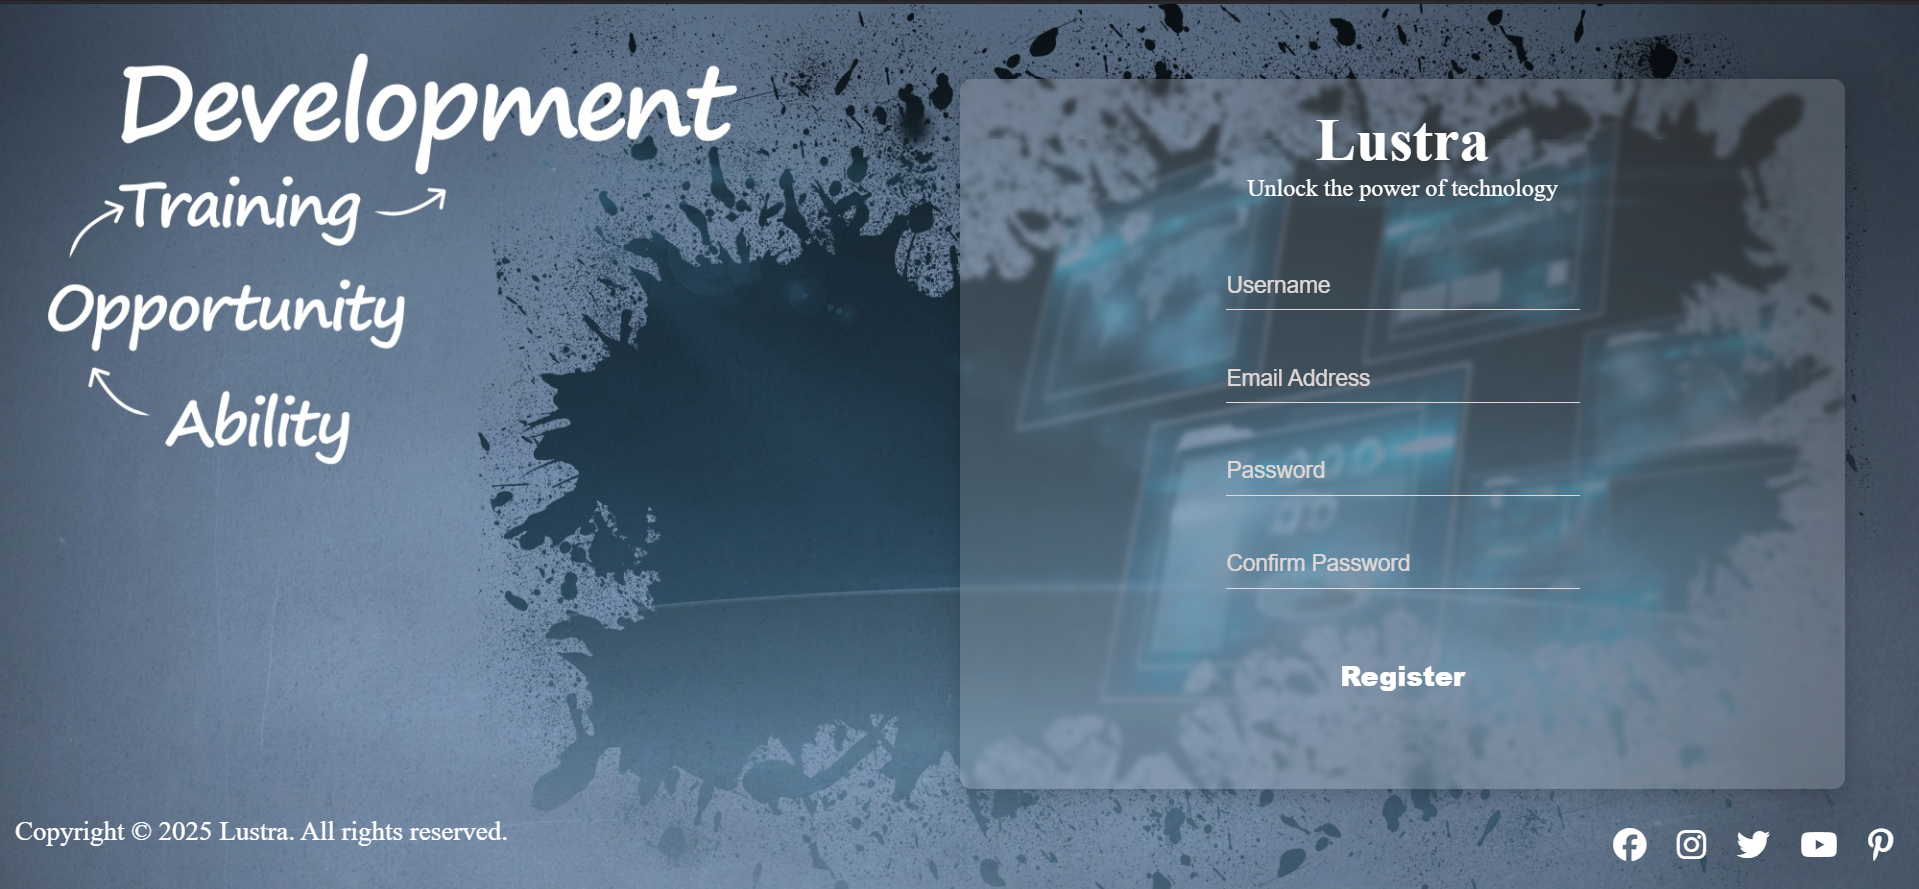 Development
Training
Opportunity
Ability
Lustra
Unlock the power of technology
Username
Email Address
Password
Confirm Password
Register
Copyright © 2025 Lustra. All rights reserved.